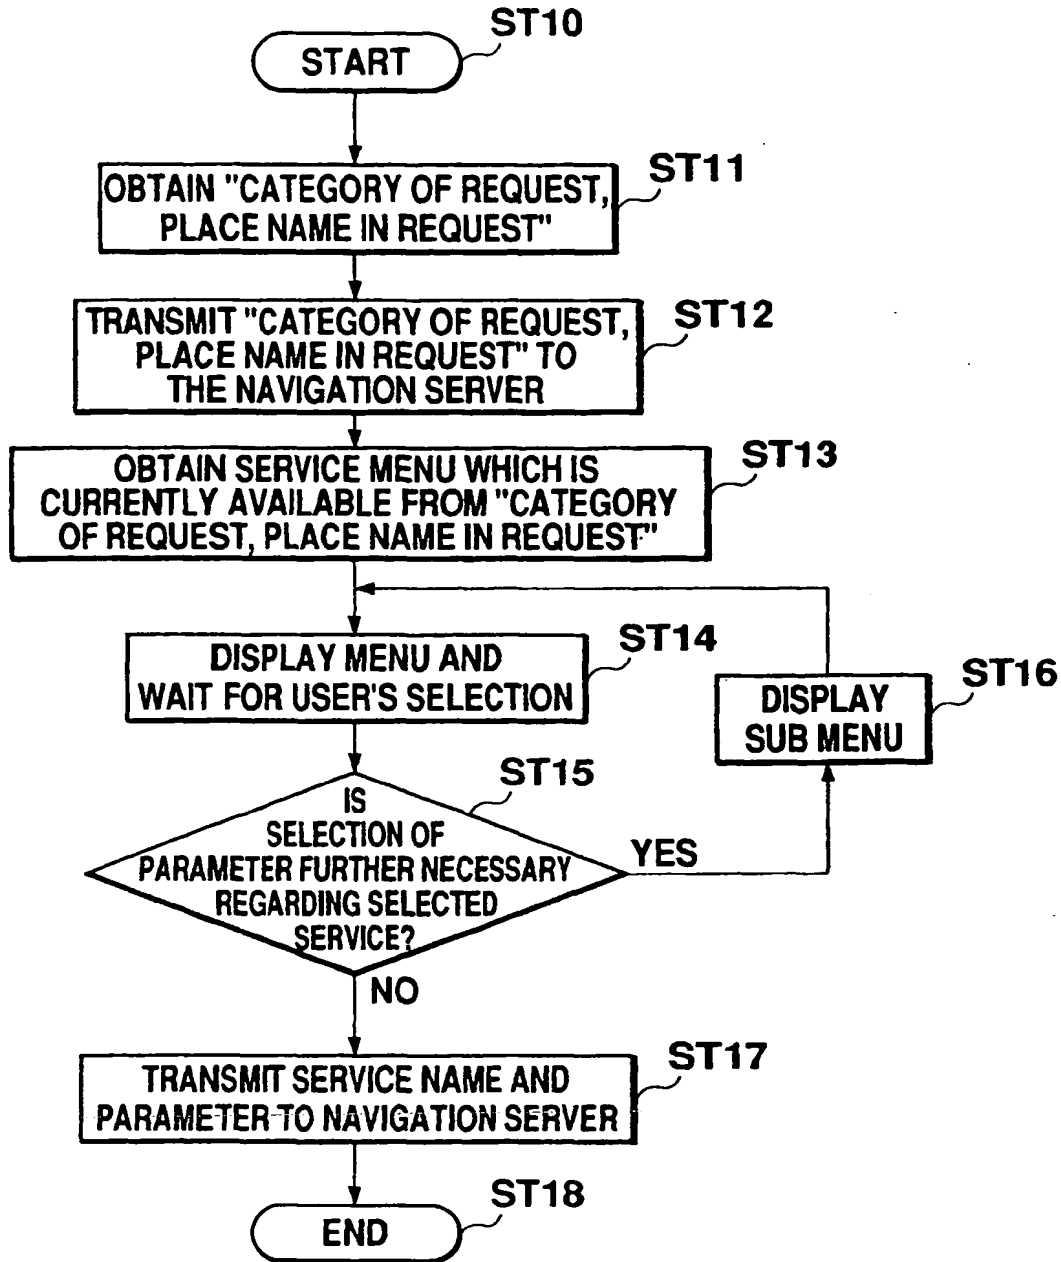 ST10
START
ST11
OBTAIN "CATEGORY OF REQUEST,
PLACE NAME IN REQUEST"
ST12
TRANSMIT "CATEGORY OF REQUEST,
PLACE NAME IN REQUEST" TO
THE NAVIGATION SERVER
ST13
OBTAIN SERVICE MENU WHICH IS
CURRENTLY AVAILABLE FROM "CATEGORY
OF REQUEST, PLACE NAME IN REQUEST"
ST14
DISPLAY MENU AND
WAIT FOR USER'S SELECTION
ST16
DISPLAY
SUB MENU
ST15
IS
SELECTION OF
PARAMETER FURTHER NECESSARY
REGARDING SELECTED
SERVICE?
YES
NO
ST17
TRANSMIT SERVICE NAME AND
PARAMETER TO NAVIGATION SERVER
ST18
END